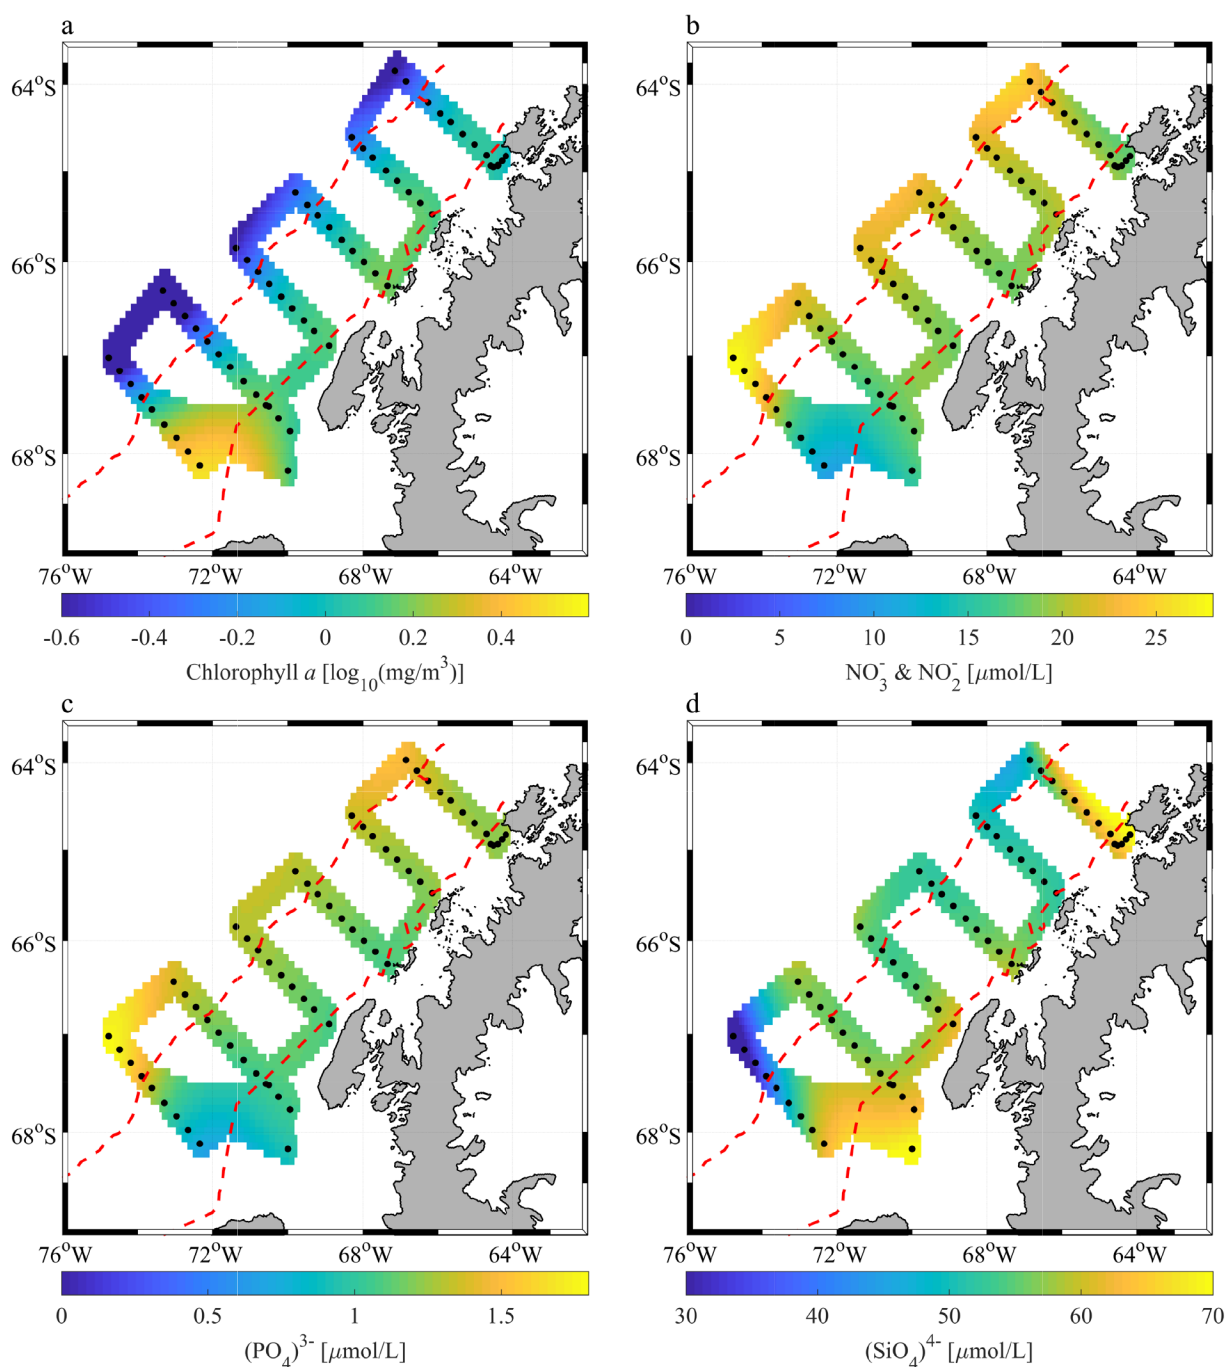 a
64°S
66°S
68°S
76°W 72°W 68°W 64°W
-0.6 -0.4 -0.2 0 0.2 0.4
Chlorophyll a [log₁₀(mg/m³)]
b
64°S
66°S
68°S
76°W 72°W 68°W 64°W
0 5 10 15 20 25
NO₃⁻ & NO₂⁻ [μmol/L]
c
64°S
66°S
68°S
76°W 72°W 68°W 64°W
0 0.5 1 1.5
(PO₄)³⁻ [μmol/L]
d
64°S
66°S
68°S
76°W 72°W 68°W 64°W
30 40 50 60 70
(SiO₄)⁴⁻ [μmol/L]